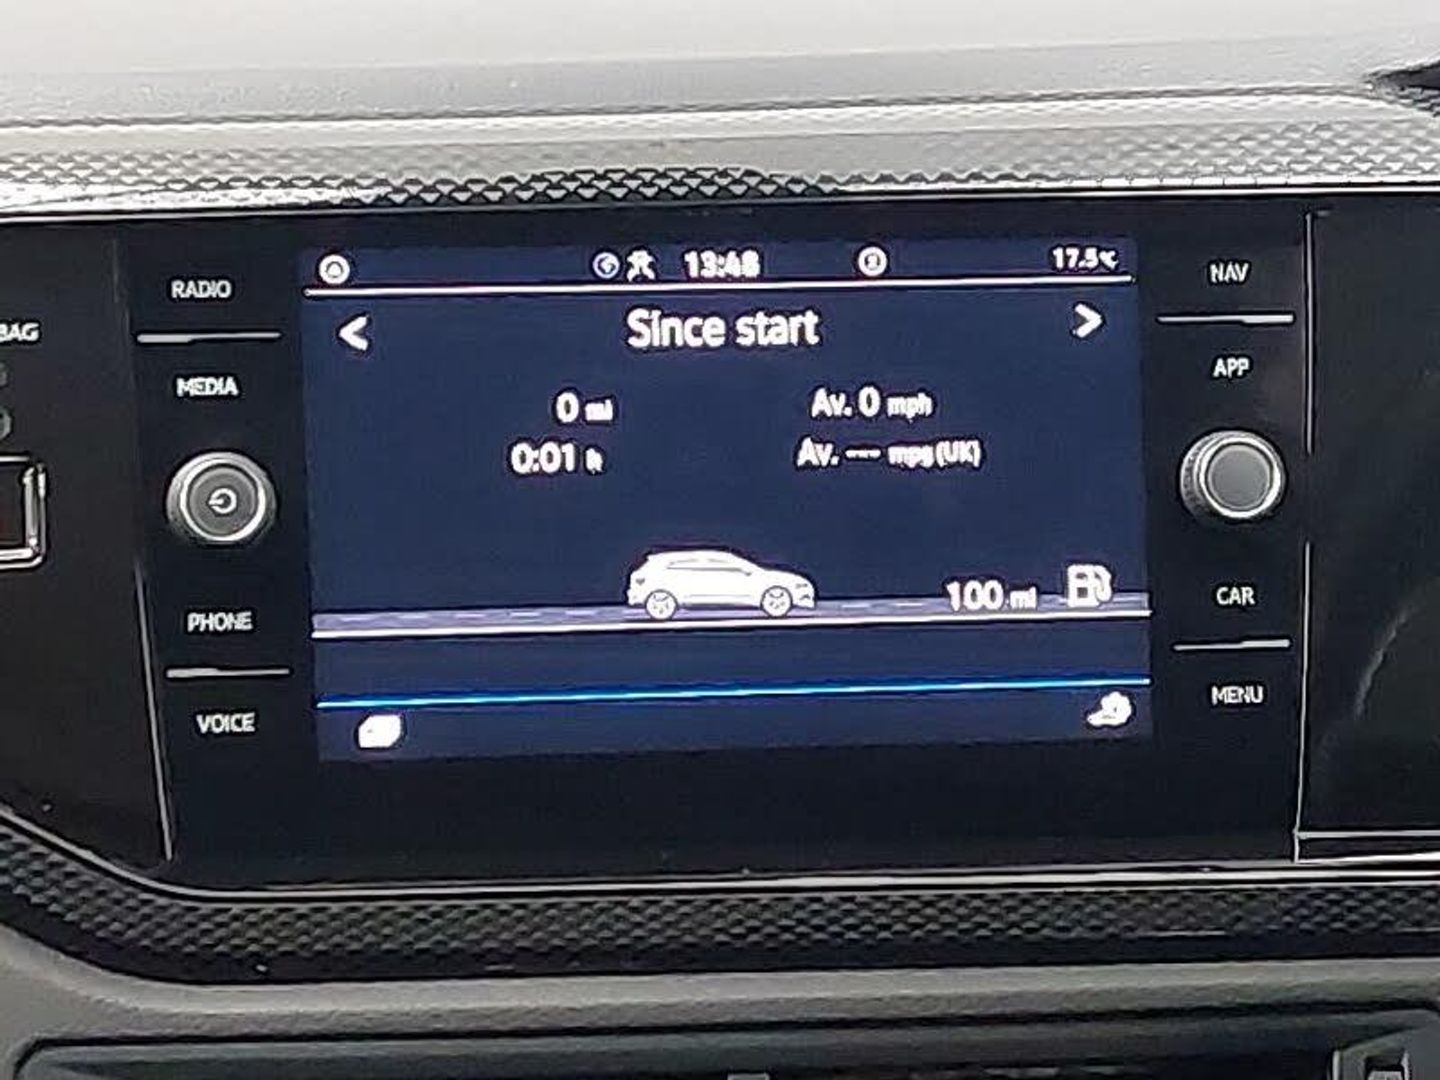 13:48 17.5°C
RADIO
NAV
BAG
Since start
MEDIA
APP
0 mi Av. 0 mph
0:01 h Av. --- mpg (UK)
100 mi
PHONE
CAR
VOICE
MENU